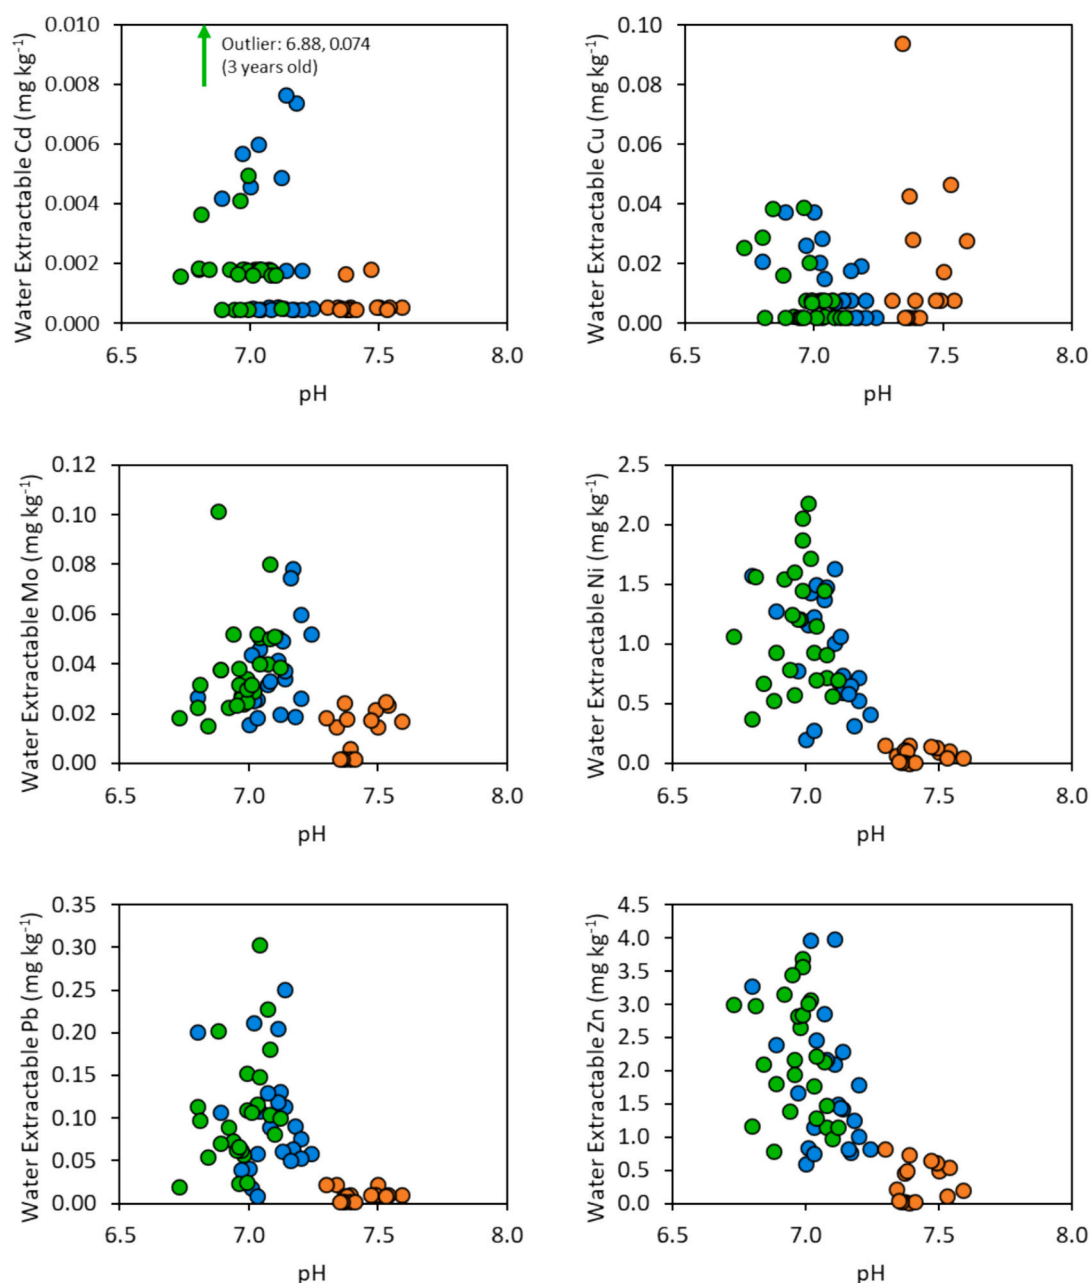 Water Extractable Cd (mg kg⁻¹)
0.010
0.008
0.006
0.004
0.002
0.000
Outlier: 6.88, 0.074
(3 years old)
6.5 7.0 7.5 8.0
pH
Water Extractable Cu (mg kg⁻¹)
0.10
0.08
0.06
0.04
0.02
0.00
6.5 7.0 7.5 8.0
pH
Water Extractable Mo (mg kg⁻¹)
0.12
0.10
0.08
0.06
0.04
0.02
0.00
6.5 7.0 7.5 8.0
pH
Water Extractable Ni (mg kg⁻¹)
2.5
2.0
1.5
1.0
0.5
0.0
6.5 7.0 7.5 8.0
pH
Water Extractable Pb (mg kg⁻¹)
0.35
0.30
0.25
0.20
0.15
0.10
0.05
0.00
6.5 7.0 7.5 8.0
pH
Water Extractable Zn (mg kg⁻¹)
4.5
4.0
3.5
3.0
2.5
2.0
1.5
1.0
0.5
0.0
6.5 7.0 7.5 8.0
pH